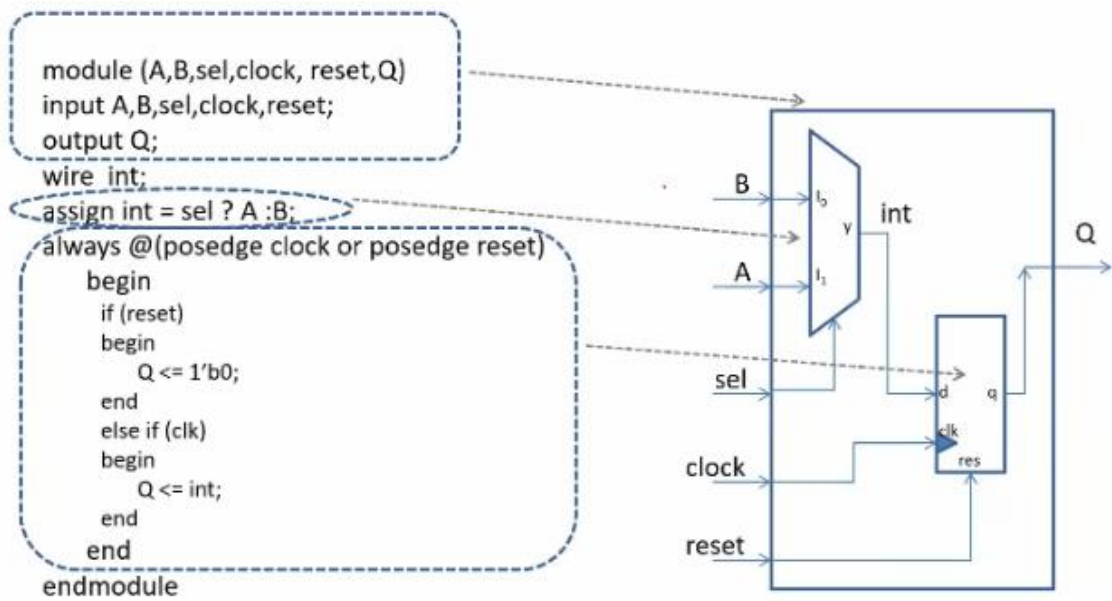 module (A,B,sel,clock, reset,Q)
input A,B,sel,clock,reset;
output Q;
wire int;
assign int = sel ? A :B;
always @(posedge clock or posedge reset)
begin
if (reset)
begin
Q <= 1'b0;
end
else if (clk)
begin
Q <= int;
end
end
endmodule
B
I0
y
int
Q
A
I1
sel
d
q
clk
clock
res
reset